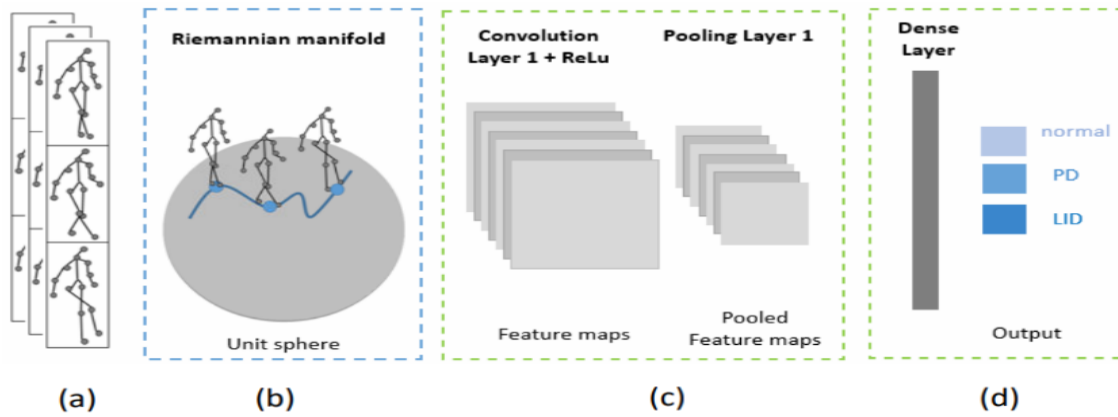 Riemannian manifold
Unit sphere
Convolution
Layer 1 + ReLu
Pooling Layer 1
Feature maps
Pooled
Feature maps
Dense
Layer
normal
PD
LID
Output
(a)
(b)
(c)
(d)